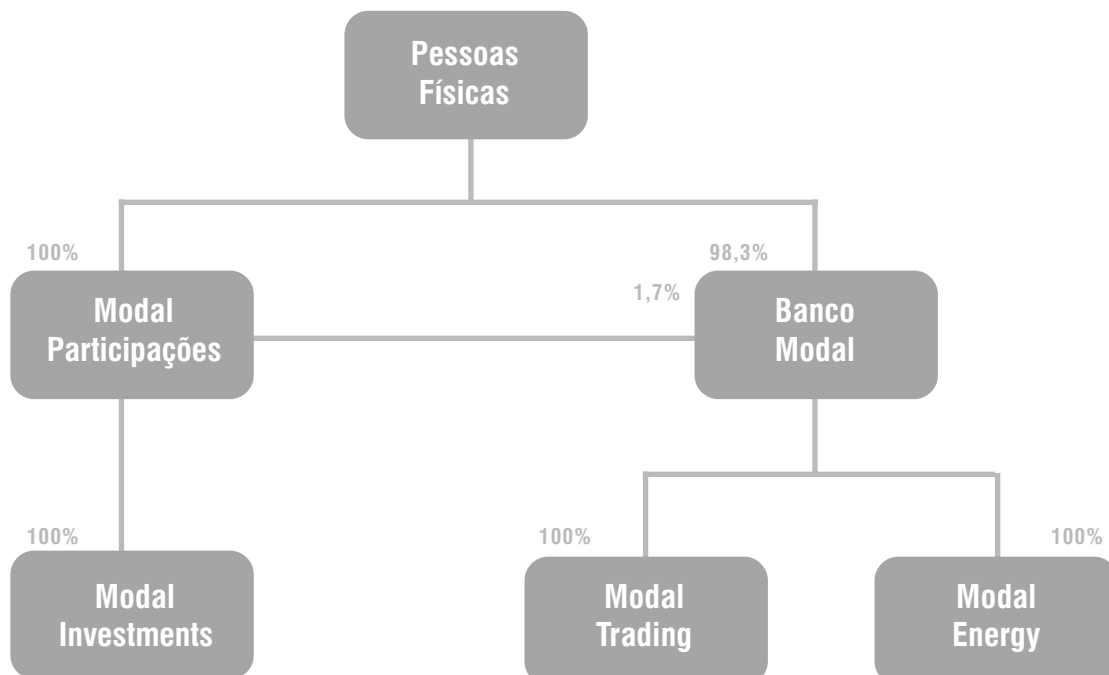 Pessoas
Físicas
100%
98,3%
1,7%
Modal
Participações
Banco
Modal
100%
100%
100%
Modal
Investments
Modal
Trading
Modal
Energy